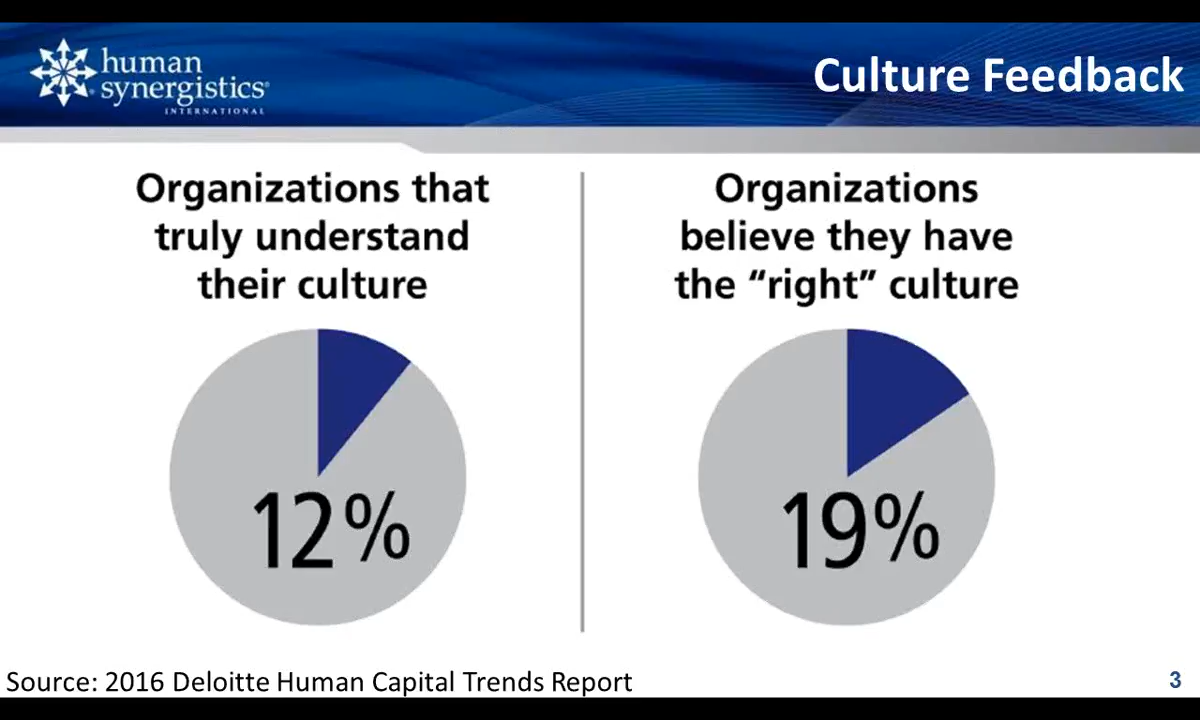 human
synergistics®
INTERNATIONAL
Culture Feedback
Organizations that
truly understand
their culture
12%
Organizations
believe they have
the “right” culture
19%
Source: 2016 Deloitte Human Capital Trends Report
3